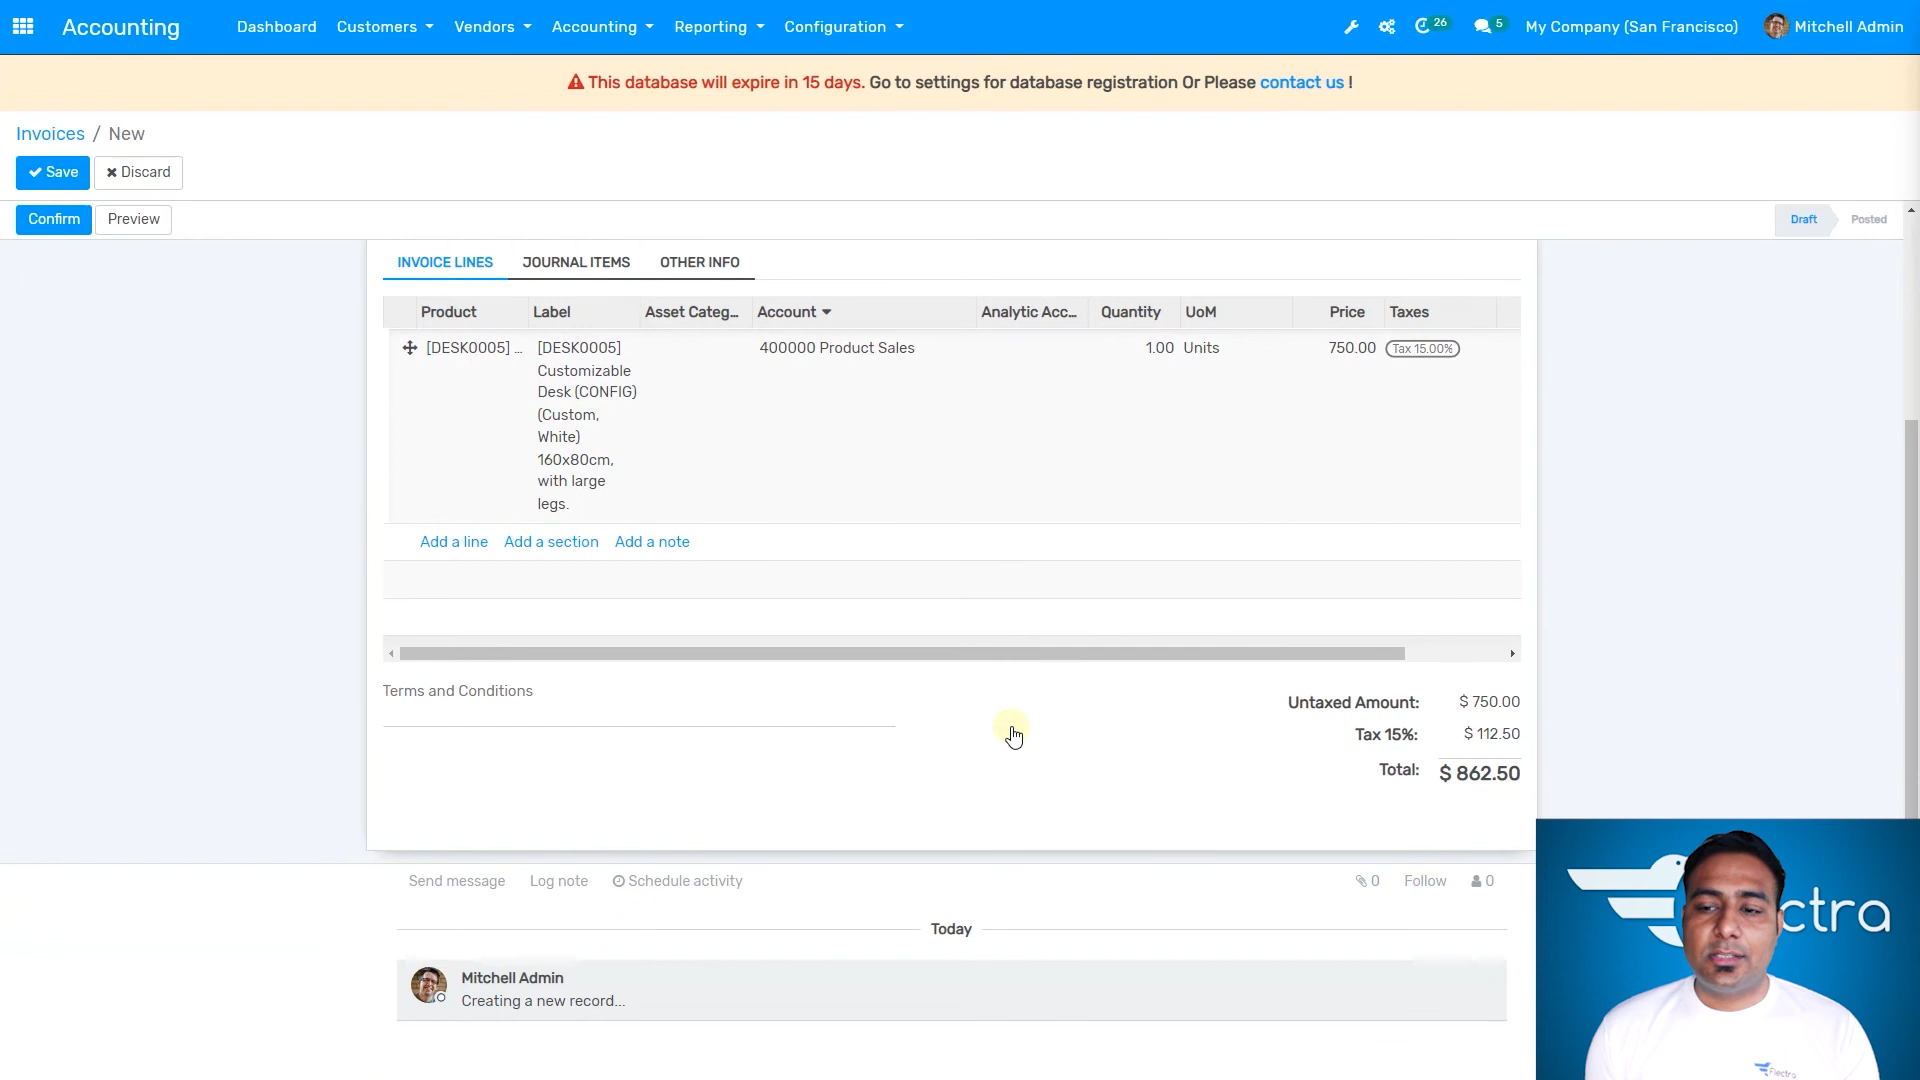 Accounting
Dashboard
Customers
Vendors
Accounting
Reporting
Configuration
26
5
My Company (San Francisco)
Mitchell Admin
This database will expire in 15 days. Go to settings for database registration Or Please contact us !
Invoices / New
Save
Discard
Confirm
Preview
Draft
Posted
INVOICE LINES
JOURNAL ITEMS
OTHER INFO
Product
Label
Asset Categ...
Account
Analytic Acc...
Quantity
UoM
Price
Taxes
[DESK0005] ...
[DESK0005]
Customizable
Desk (CONFIG)
(Custom,
White)
160x80cm,
with large
legs.
400000 Product Sales
1.00
Units
750.00
Tax 15.00%
Add a line
Add a section
Add a note
Terms and Conditions
Untaxed Amount: $ 750.00
Tax 15%: $ 112.50
Total: $ 862.50
Send message
Log note
Schedule activity
0
Follow
0
Today
Mitchell Admin
Creating a new record...
ctra
Flectra